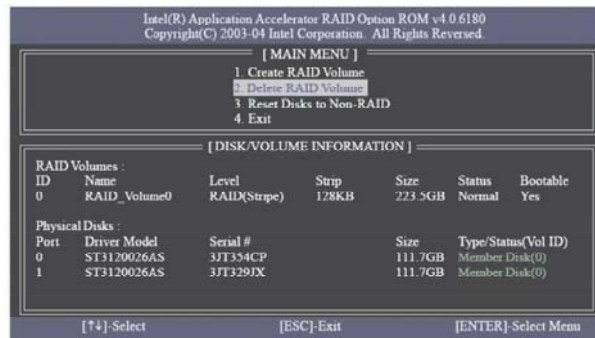 Intel(R) Application Accelerator RAID Option ROM v4.0.6180
Copyright(C) 2003-04 Intel Corporation. All Rights Reversed.
[ MAIN MENU ]
1. Create RAID Volume
2. Delete RAID Volume
3. Reset Disks to Non-RAID
4. Exit
[ DISK/VOLUME INFORMATION ]
RAID Volumes :
ID Name Level Strip Size Status Bootable
0 RAID_Volume0 RAID(Stripe) 128KB 223.5GB Normal Yes
Physical Disks :
Port Driver Model Serial # Size Type/Status(Vol ID)
0 ST3120026AS 3JT354CP 111.7GB Member Disk(0)
1 ST3120026AS 3JT329JX 111.7GB Member Disk(0)
[↑↓]-Select [ESC]-Exit [ENTER]-Select Menu